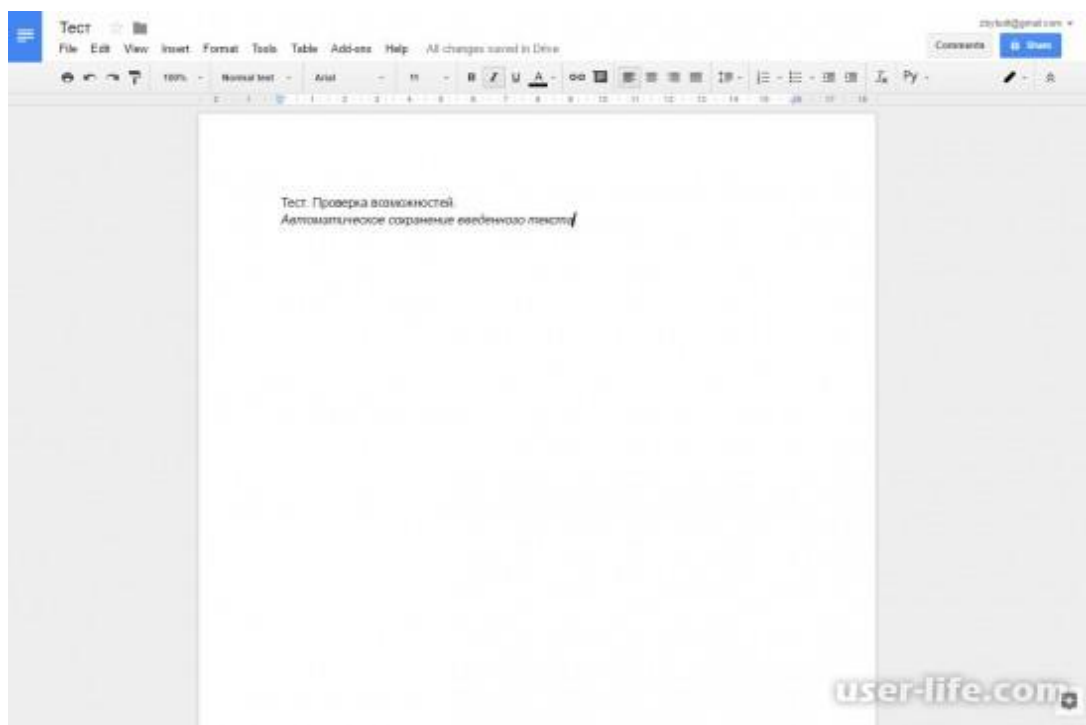 Тест
File Edit View Insert Format Tools Table Add-ons Help All changes saved in Drive
Comments Share
100% Normal text Arial 11 B I U A Ру
Тест. Проверка возможностей.
Автоматическое сохранение введенного текста
user-life.com